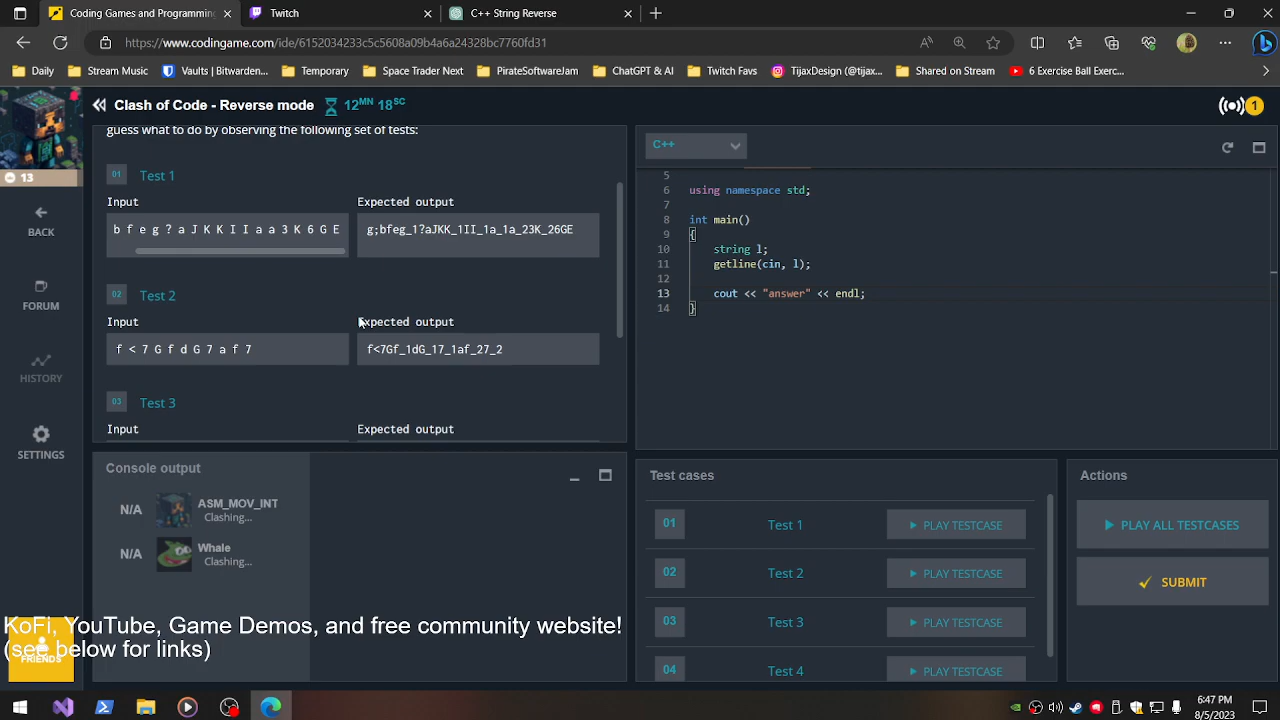 Coding Games and Programming
Twitch
C++ String Reverse
https://www.codingame.com/ide/6152034233c5c5608a09b4a6a24328bc7760fd31
Daily
Stream Music
Vaults | Bitwarden...
Temporary
Space Trader Next
PirateSoftwareJam
ChatGPT & AI
Twitch Favs
TijaxDesign (@tijax...
Shared on Stream
6 Exercise Ball Exerc...
Clash of Code - Reverse mode
12MN 18SC
1
13
BACK
FORUM
HISTORY
SETTINGS
FRIENDS
guess what to do by observing the following set of tests:
01 Test 1
Input
Expected output
b f e g ? a J K K I I a a 3 K 6 G E
g;bfeg_1?aJKK_1II_1a_1a_23K_26GE
02 Test 2
Input
Expected output
f < 7 G f d G 7 a f 7
f<7Gf_1dG_17_1af_27_2
03 Test 3
Input
Expected output
C++
5
6 using namespace std;
7
8 int main()
9 {
10 string l;
11 getline(cin, l);
12
13 cout << "answer" << endl;
14 }
Console output
N/A ASM_MOV_INT
Clashing...
N/A Whale
Clashing...
Test cases
01 Test 1 PLAY TESTCASE
02 Test 2 PLAY TESTCASE
03 Test 3 PLAY TESTCASE
04 Test 4 PLAY TESTCASE
Actions
PLAY ALL TESTCASES
SUBMIT
KoFi, YouTube, Game Demos, and free community website!
(see below for links)
6:47 PM
8/5/2023